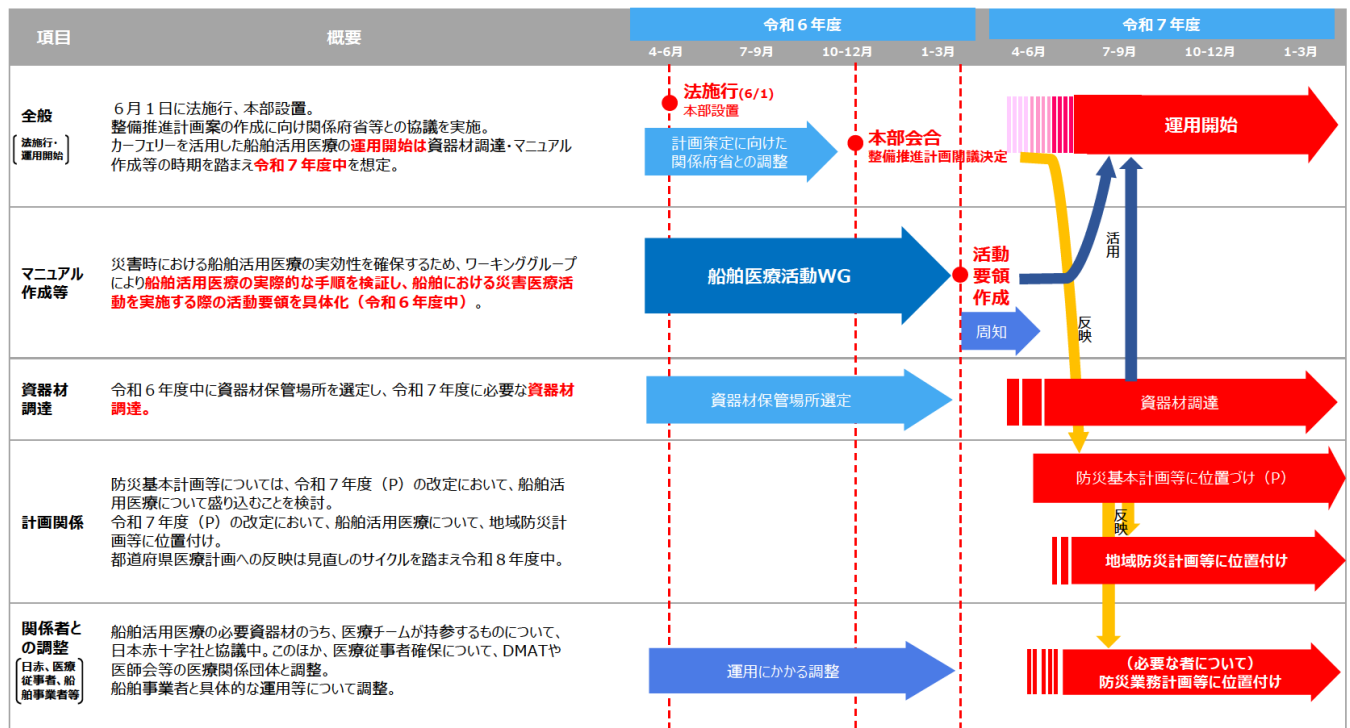 項目
概要
令和６年度
令和７年度
4-6月
7-9月
10-12月
1-3月
4-6月
7-9月
10-12月
1-3月
全般
法施行・
運用開始
６月１日に法施行、本部設置。
整備推進計画案の作成に向け関係府省等との協議を実施。
カーフェリーを活用した船舶活用医療の運用開始は資器材調達・マニュアル
作成等の時期を踏まえ令和７年度中を想定。
法施行(6/1)
本部設置
計画策定に向けた
関係府省との調整
本部会合
整備推進計画閣議決定
運用開始
マニュアル
作成等
災害時における船舶活用医療の実効性を確保するため、ワーキンググループ
により船舶活用医療の実際的な手順を検証し、船舶における災害医療活
動を実施する際の活動要領を具体化（令和６年度中）。
船舶医療活動WG
活動
要領
作成
周知
活用
反映
資器材
調達
令和６年度中に資器材保管場所を選定し、令和７年度に必要な資器材
調達。
資器材保管場所選定
資器材調達
計画関係
防災基本計画等については、令和７年度（P）の改定において、船舶活
用医療について盛り込むことを検討。
令和７年度（P）の改定において、船舶活用医療について、地域防災計
画等に位置付け。
都道府県医療計画への反映は見直しのサイクルを踏まえ令和８年度中。
防災基本計画等に位置づけ（P）
反映
地域防災計画等に位置付け
関係者と
の調整
日赤、医療
従事者、船
舶事業者等
船舶活用医療の必要資器材のうち、医療チームが持参するものについて、
日本赤十字社と協議中。このほか、医療従事者確保について、DMATや
医師会等の医療関係団体と調整。
船舶事業者と具体的な運用等について調整。
運用にかかる調整
（必要な者について）
防災業務計画等に位置付け